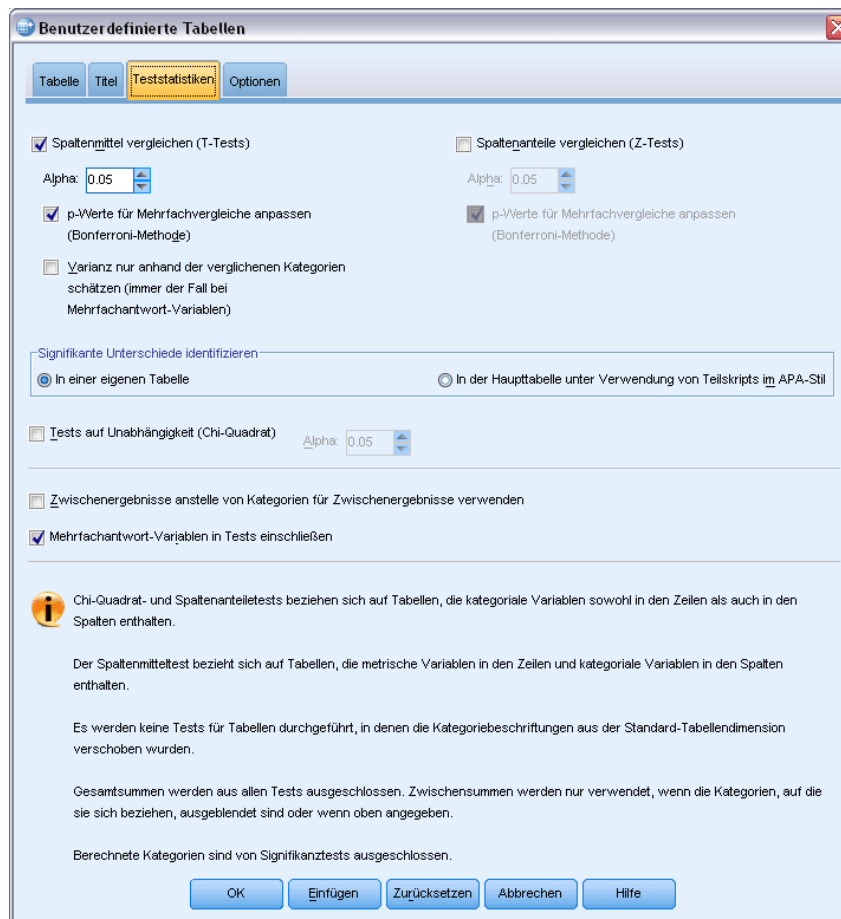 Benutzerdefinierte Tabellen
Tabelle
Titel
Teststatistiken
Optionen
Spaltenmittel vergleichen (T-Tests)
Alpha: 0.05
p-Werte für Mehrfachvergleiche anpassen
(Bonferroni-Methode)
Varianz nur anhand der verglichenen Kategorien
schätzen (immer der Fall bei
Mehrfachantwort-Variablen)
Spaltenanteile vergleichen (Z-Tests)
Alpha: 0.05
p-Werte für Mehrfachvergleiche anpassen
(Bonferroni-Methode)
Signifikante Unterschiede identifizieren
In einer eigenen Tabelle
In der Haupttabelle unter Verwendung von Teilskripts im APA-Stil
Tests auf Unabhängigkeit (Chi-Quadrat)
Alpha: 0.05
Zwischenergebnisse anstelle von Kategorien für Zwischenergebnisse verwenden
Mehrfachantwort-Variablen in Tests einschließen
Chi-Quadrat- und Spaltenanteiletests beziehen sich auf Tabellen, die kategoriale Variablen sowohl in den Zeilen als auch in den
Spalten enthalten.
Der Spaltenmitteltest bezieht sich auf Tabellen, die metrische Variablen in den Zeilen und kategoriale Variablen in den Spalten
enthalten.
Es werden keine Tests für Tabellen durchgeführt, in denen die Kategoriebeschriftungen aus der Standard-Tabellendimension
verschoben wurden.
Gesamtsummen werden aus allen Tests ausgeschlossen. Zwischensummen werden nur verwendet, wenn die Kategorien, auf die
sie sich beziehen, ausgeblendet sind oder wenn oben angegeben.
Berechnete Kategorien sind von Signifikanztests ausgeschlossen.
OK
Einfügen
Zurücksetzen
Abbrechen
Hilfe